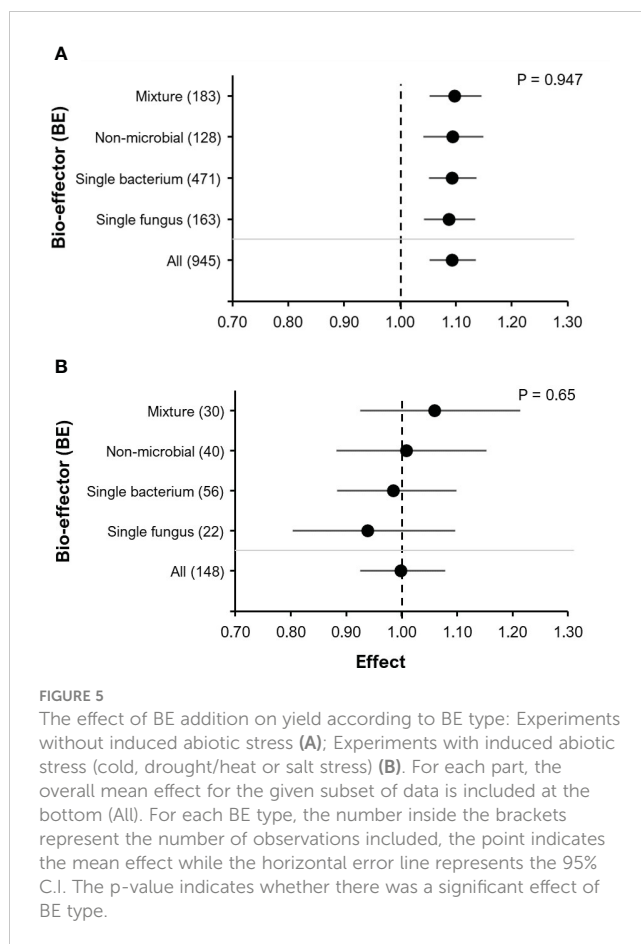 A
P = 0.947
Bio-effector (BE)
Mixture (183)
Non-microbial (128)
Single bacterium (471)
Single fungus (163)
All (945)
0.70 0.80 0.90 1.00 1.10 1.20 1.30
B
P = 0.65
Bio-effector (BE)
Mixture (30)
Non-microbial (40)
Single bacterium (56)
Single fungus (22)
All (148)
0.70 0.80 0.90 1.00 1.10 1.20 1.30
Effect
FIGURE 5
The effect of BE addition on yield according to BE type: Experiments
without induced abiotic stress (A); Experiments with induced abiotic
stress (cold, drought/heat or salt stress) (B). For each part, the
overall mean effect for the given subset of data is included at the
bottom (All). For each BE type, the number inside the brackets
represent the number of observations included, the point indicates
the mean effect while the horizontal error line represents the 95%
C.I. The p-value indicates whether there was a significant effect of
BE type.